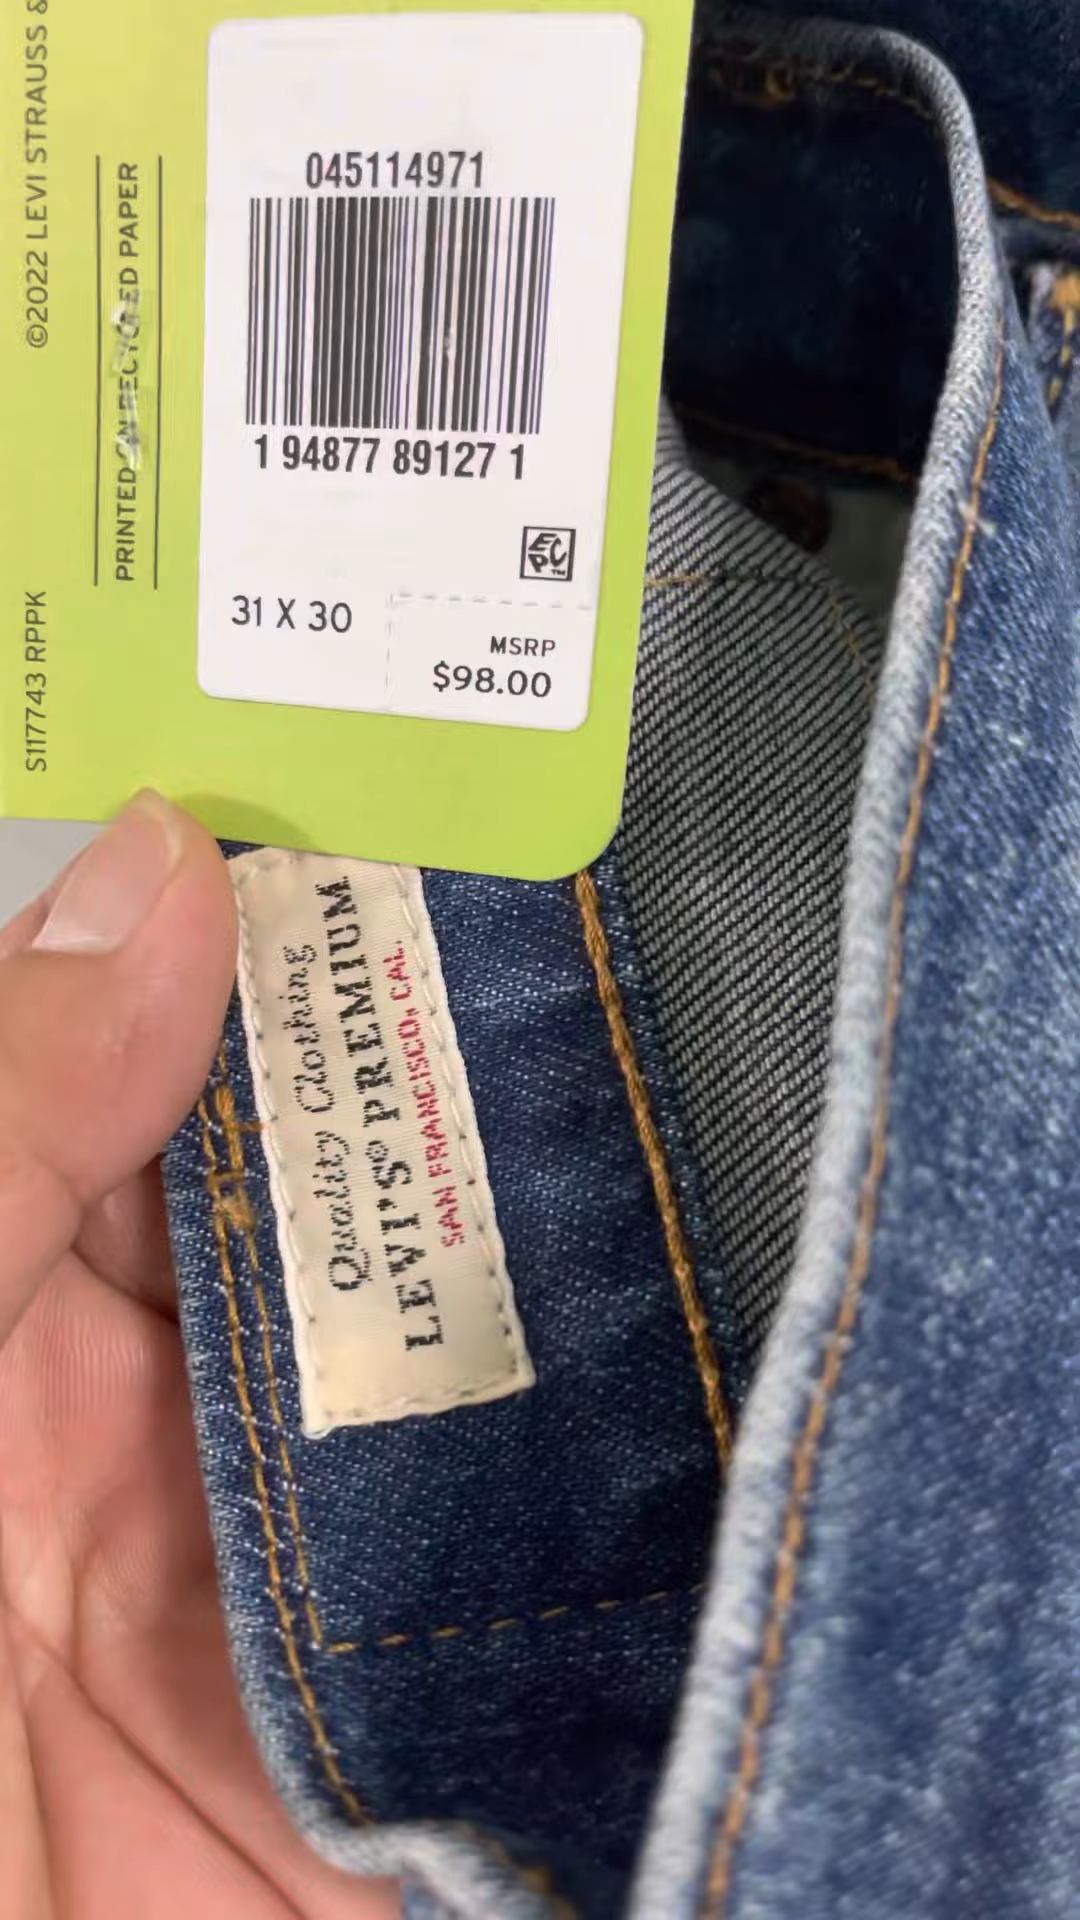 045114971
1 94877 89127 1
EPC™
31 X 30
MSRP
$98.00
©2022 LEVI STRAUSS &
PRINTED ON RECYCLED PAPER
S117743 RPPK
Quality Clothing
LEVI'S® PREMIUM
SAN FRANCISCO, CAL.